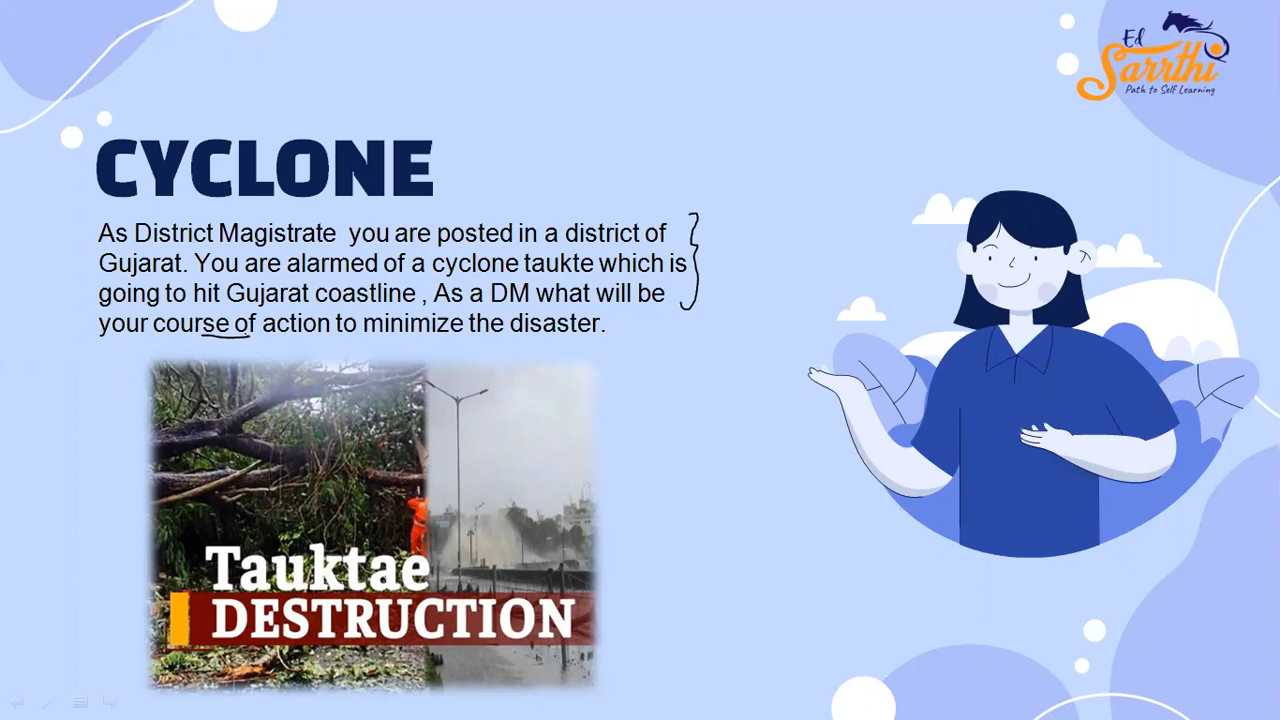 Ed
Sarrthi
Path to Self Learning
CYCLONE
As District Magistrate you are posted in a district of
Gujarat. You are alarmed of a cyclone taukte which is
going to hit Gujarat coastline , As a DM what will be
your course of action to minimize the disaster.
Tauktae
DESTRUCTION